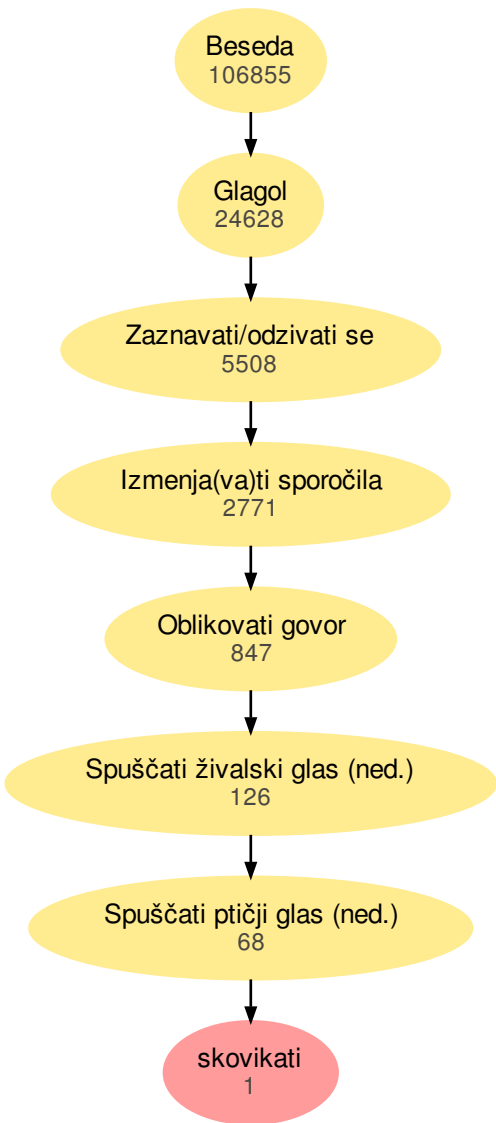 Beseda
106855
Glagol
24628
Zaznavati/odzivati se
5508
Izmenja(va)ti sporočila
2771
Oblikovati govor
847
Spuščati živalski glas (ned.)
126
Spuščati ptičji glas (ned.)
68
skovikati
1